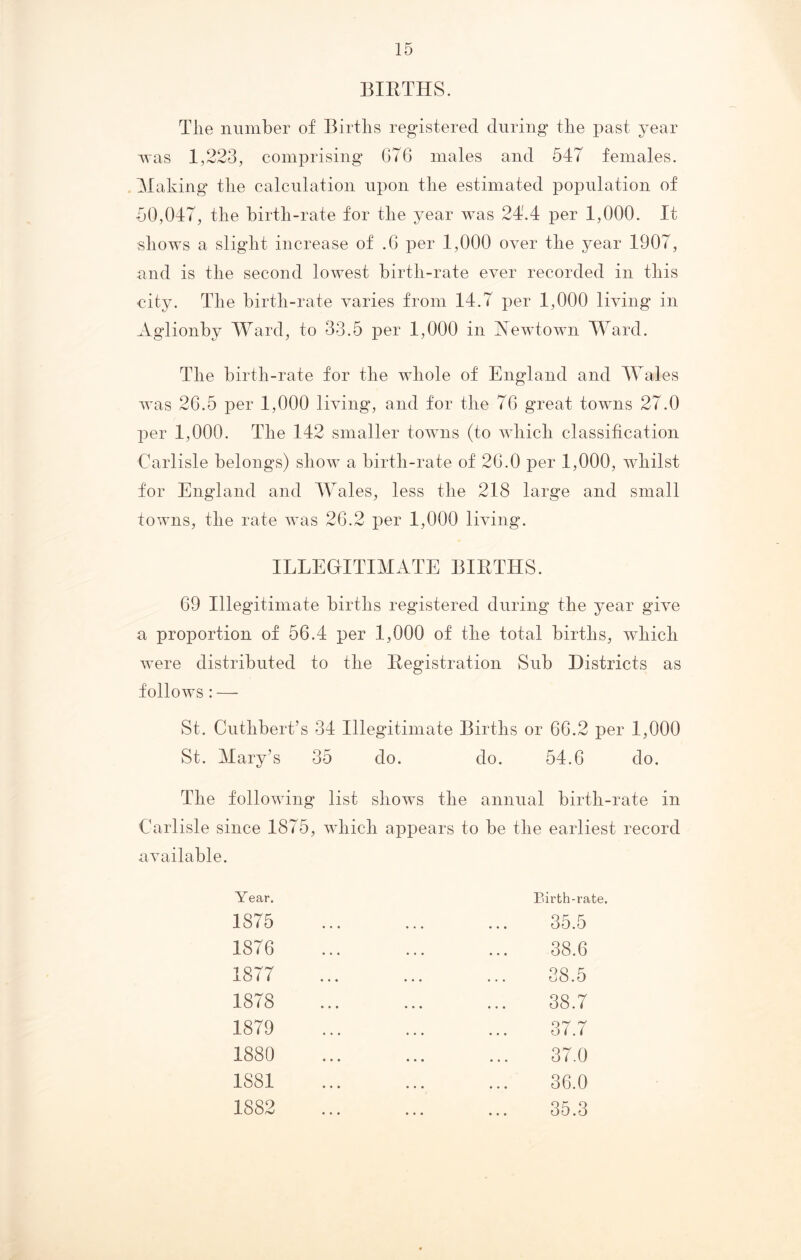 15
BIRTHS.
The number of Births registered during the past year
was 1,223, comprising 676 males and 547 females.
Making the calculation upon the estimated population of
50,047, the birth-rate for the year was 24.4 per 1,000. It
shows a slight increase of .6 per 1,000 over the year 1907,
and is the second lowest birth-rate ever recorded in this
city. The birth-rate varies from 14.7 per 1,000 living in
Aglionby Ward, to 33.5 per 1,000 in Newtown Ward.
The birth-rate for the whole of England and Wales
was 26.5 per 1,000 living, and for the 76 great towns 27.0
per 1,000. The 142 smaller towns (to which classification
Carlisle belongs) show a birth-rate of 26.0 per 1,000, whilst
for England and Wales, less the 218 large and small
towns, the rate was 26.2 per 1,000 living.
ILLEGITIMATE BIRTHS.
69 Illegitimate births registered during the year give
a proportion of 56.4 per 1,000 of the total births, which
were distributed to the Registration Sub Districts as
follows :—
St. Cuthbert's 34 Illegitimate Births or 66.2 per 1,000
St. Mary's 35 do. do. 54.6 do.
The following list shows the annual birth-rate in
Carlisle since 1875, which appears to be the earliest record
available.
Year. Birth-rate.
1875 ... ... ... 35.5
1876 ... ... ... 38.6
1877 ... ... ... 38.5
1878 ... ... ... 38.7
1879 ... ... ... 37.7
1880 ... ... ... 37.0
1881 ... ... ... 36.0
1882 ... ... ... 35.3